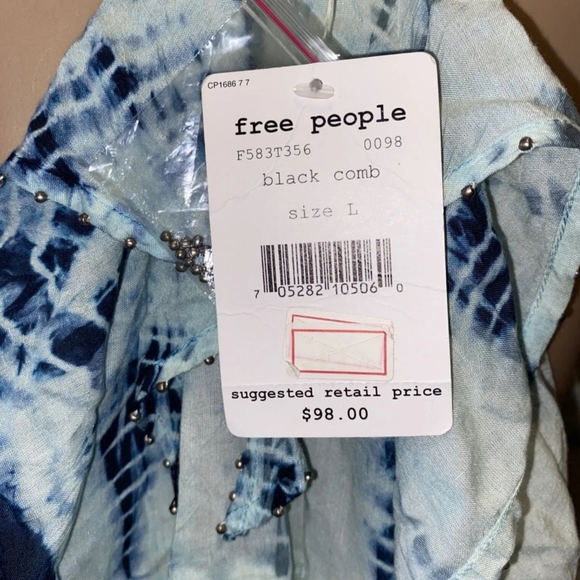 CP1686 7 7
free people
F583T356 0098
black comb
size L
7 05282 10506 0
suggested retail price
$98.00